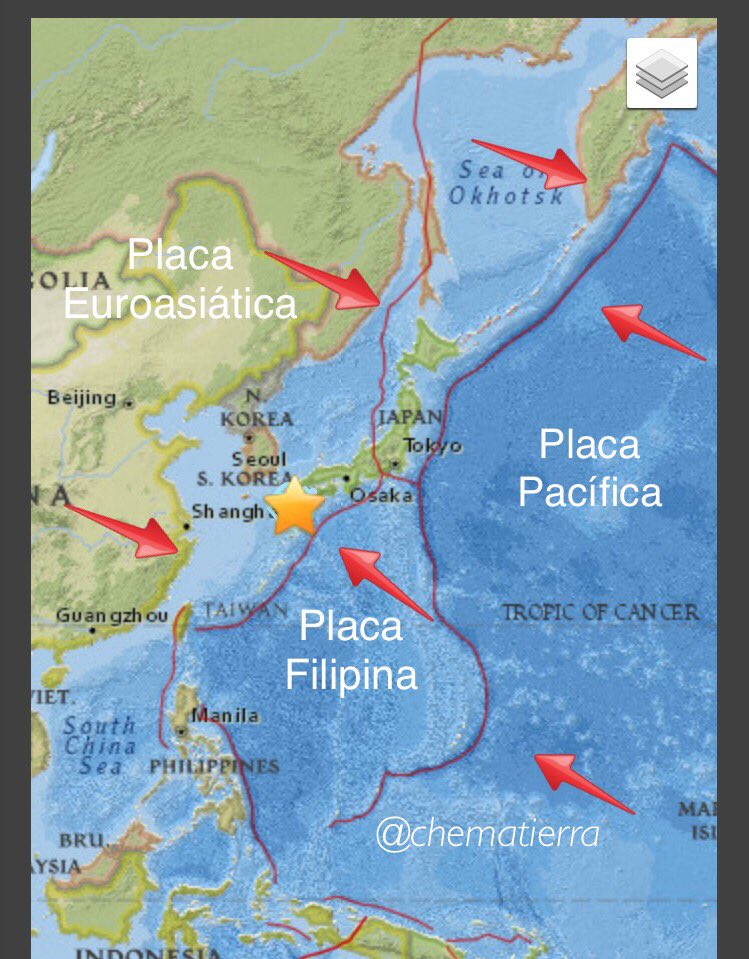 Sea of
Okhotsk
Placa
Euroasiática
OLIA
Beijing
N.
KOREA
JAPAN
Tokyo
Seoul
S. KOREA
Placa
Pacífica
N A
Shangh
Osaka
Guangzhou
TAIWAN
TROPIC OF CANCER
Placa
Filipina
VIET.
South
China
Sea
Manila
PHILIPPINES
@chematierra
MA
ISL
BRU.
AYSIA
INDONESIA